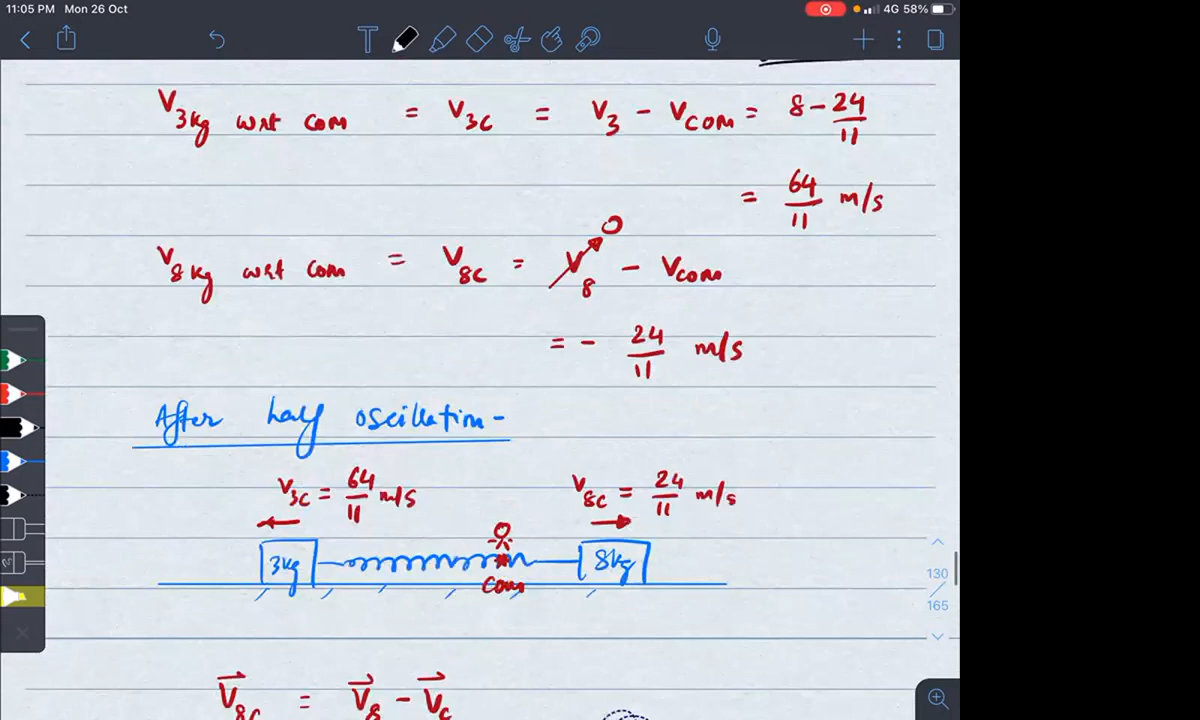 11:05 PM Mon 26 Oct 4G 58%
V3kg wrt com = V3C = V3 - VCOM = 8 - 24/11
= 64/11 m/s
V8kg wrt com = V8C = V8 0 - VCOM
= - 24/11 m/s
After half oscillation -
V3C = 64/11 m/s V8C = 24/11 m/s
3kg 8kg
Com
130
165
V8C = V8 - VC